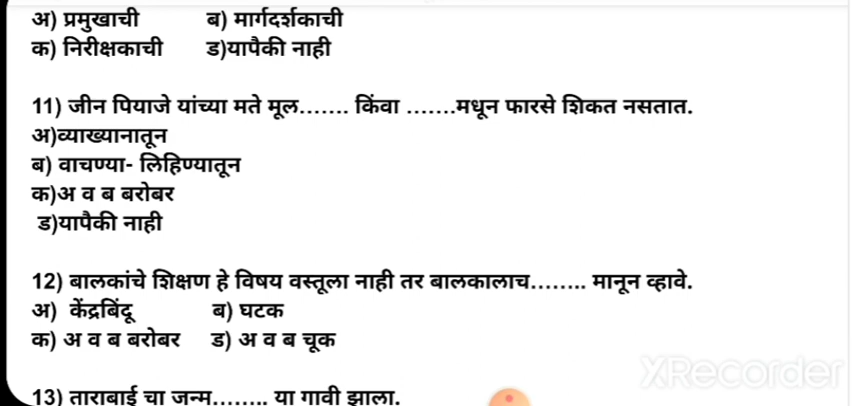 अ) प्रमुखाची ब) मार्गदर्शकाची
क) निरीक्षकाची ड)यापैकी नाही
11) जीन पियाजे यांच्या मते मूल....... किंवा .......मधून फारसे शिकत नसतात.
अ)व्याख्यानातून
ब) वाचण्या- लिहिण्यातून
क)अ व ब बरोबर
ड)यापैकी नाही
12) बालकांचे शिक्षण हे विषय वस्तूला नाही तर बालकालाच........ मानून व्हावे.
अ) केंद्रबिंदू ब) घटक
क) अ व ब बरोबर ड) अ व ब चूक
XRecorder
13) ताराबाई चा जन्म........ या गावी झाला.